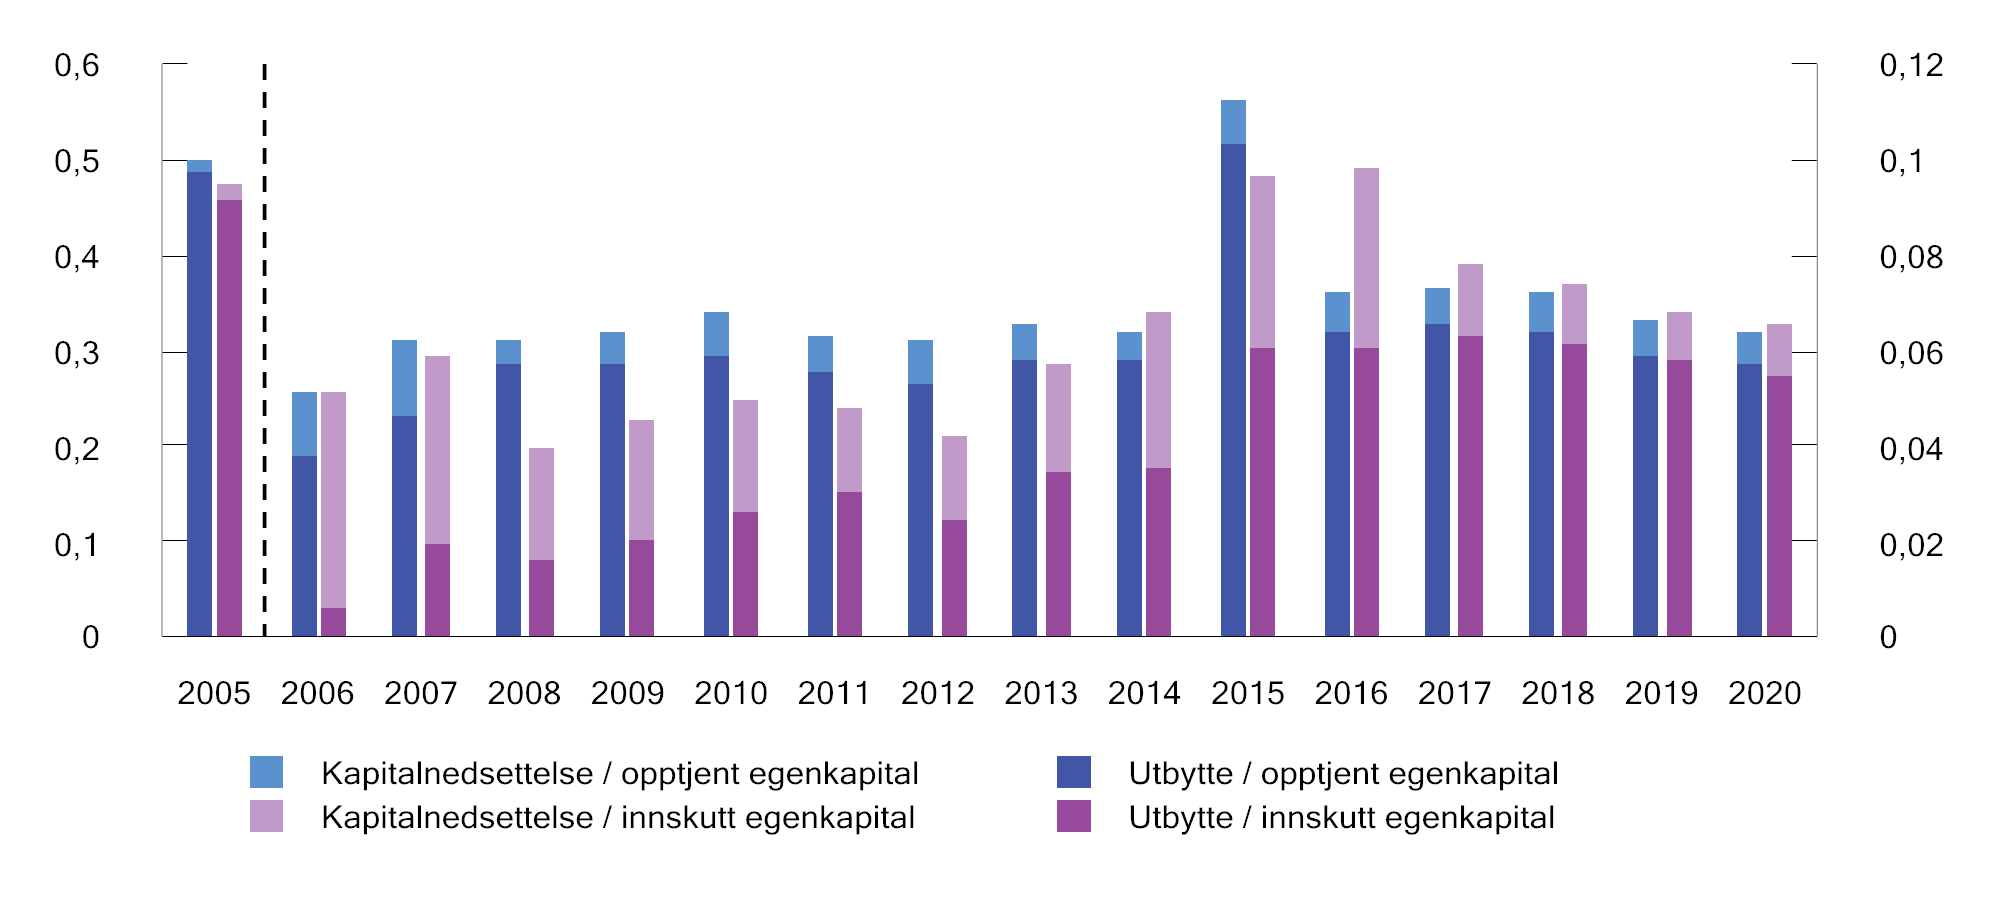 0,6 0,12
0,5 0,1
0,4 0,08
0,3 0,06
0,2 0,04
0,1 0,02
0 0
2005 2006 2007 2008 2009 2010 2011 2012 2013 2014 2015 2016 2017 2018 2019 2020
Kapitalnedsettelse / opptjent egenkapital Utbytte / opptjent egenkapital
Kapitalnedsettelse / innskutt egenkapital Utbytte / innskutt egenkapital